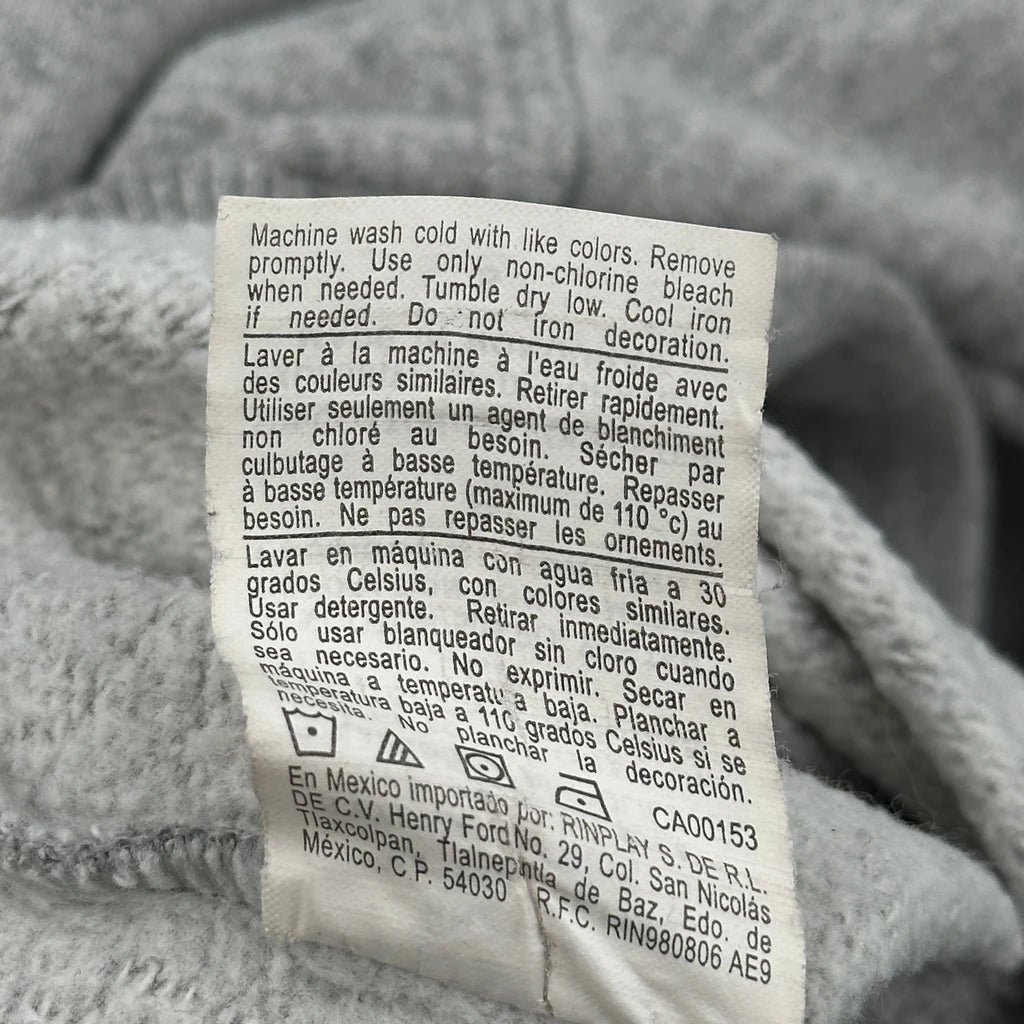 Machine wash cold with like colors. Remove
promptly. Use only non-chlorine bleach
when needed. Tumble dry low. Cool iron
if needed. Do not iron decoration.
Laver à la machine à l'eau froide avec
des couleurs similaires. Retirer rapidement.
Utiliser seulement un agent de blanchiment
non chloré au besoin. Sécher par
culbutage à basse température. Repasser
à basse température (maximum de 110 °c) au
besoin. Ne pas repasser les ornements.
Lavar en máquina con agua fria a 30
grados Celsius, con colores similares.
Usar detergente. Retirar inmediatamente.
Sólo usar blanqueador sin cloro cuando
sea necesario. No exprimir. Secar en
máquina a a baja. Planchar a
temperatura baja a 110 grados Celsius si se
necesita. No planchar la decoración.
CA00153
En Mexico importado por: RINPLAY S. DE R.L.
DE C.V. Henry Ford No. 29, Col. San Nicolás
Tlaxcolpan, Tlalnepantla de Baz, Edo. de
México, C.P. 54030 R.F.C. RIN980806 AE9